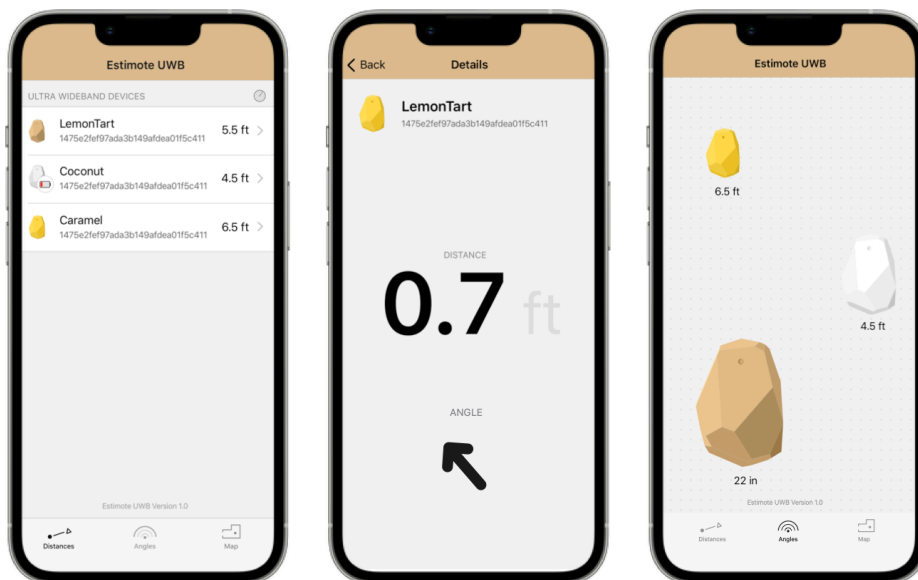 Estimote UWB
ULTRA WIDEBAND DEVICES
LemonTart
1475e2fef97ada3b149afdea01f5c411
5.5 ft
Coconut
1475e2fef97ada3b149afdea01f5c411
4.5 ft
Caramel
1475e2fef97ada3b149afdea01f5c411
6.5 ft
Estimote UWB Version 1.0
Distances
Angles
Map
Back
Details
LemonTart
1475e2fef97ada3b149afdea01f5c411
DISTANCE
0.7 ft
ANGLE
Estimote UWB
6.5 ft
4.5 ft
22 in
Estimote UWB Version 1.0
Distances
Angles
Map